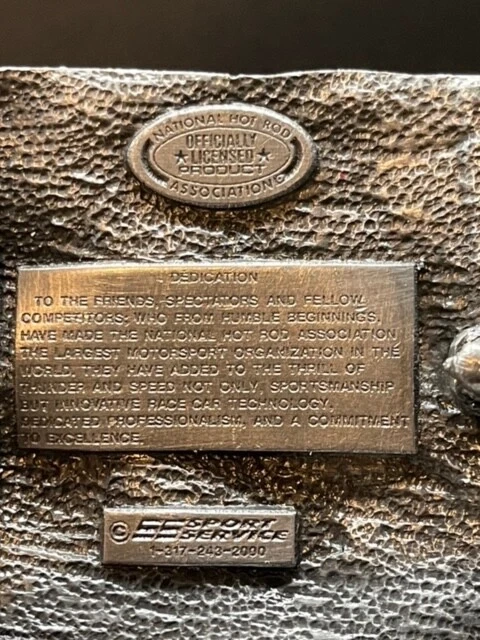 NATIONAL HOT ROD
OFFICIALLY
LICENSED
PRODUCT
ASSOCIATION®
DEDICATION
TO THE FRIENDS, SPECTATORS AND FELLOW
COMPETITORS: WHO FROM HUMBLE BEGINNINGS,
HAVE MADE THE NATIONAL HOT ROD ASSOCIATION
THE LARGEST MOTORSPORT ORGANIZATION IN THE
WORLD. THEY HAVE ADDED TO THE THRILL OF
THUNDER AND SPEED NOT ONLY, SPORTSMANSHIP
BUT INNOVATIVE RACE CAR TECHNOLOGY,
DEDICATED PROFESSIONALISM, AND A COMMITMENT
TO EXCELLENCE.
© SPORT
SERVICE
1-317-243-2000